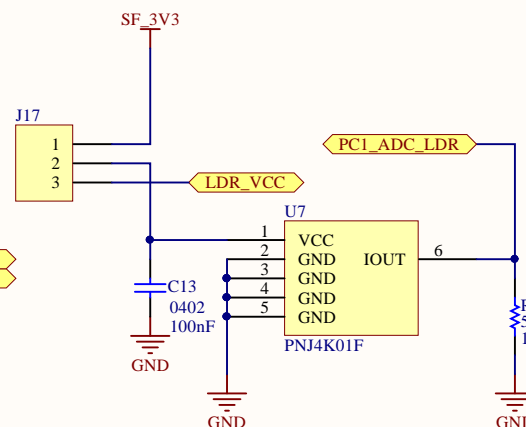 SF_3V3
J17
1
2
3
PC1_ADC_LDR
LDR_VCC
U7
1
2
3
4
5
VCC
GND
GND
GND
GND
IOUT
6
PNJ4K01F
C13
0402
100nF
GND
GND
GND